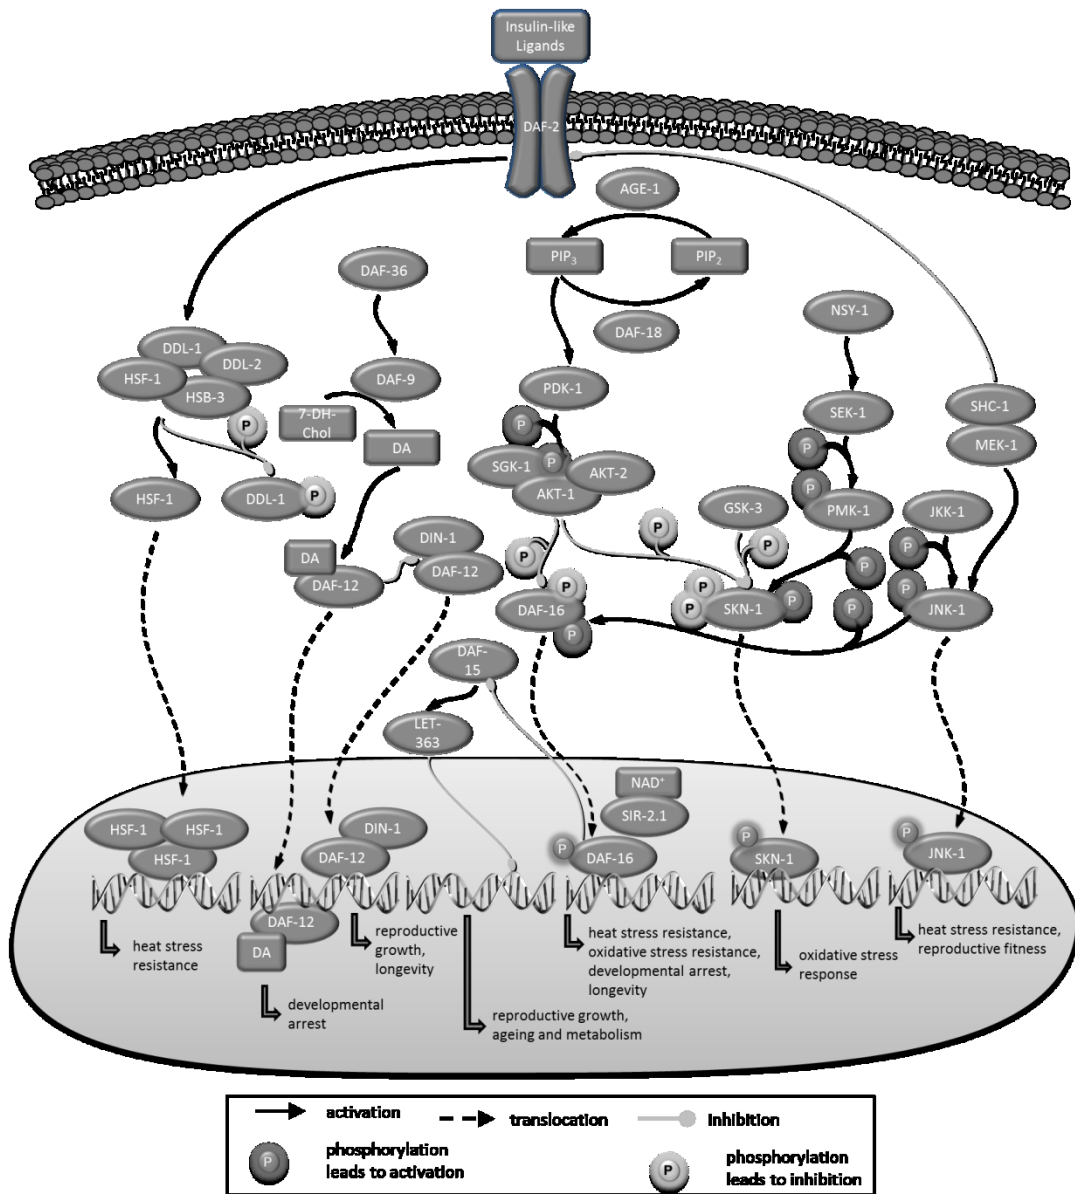 Insulin-like
Ligands
DAF-2
AGE-1
PIP3
PIP2
DAF-36
DAF-18
NSY-1
DDL-1
DDL-2
HSF-1
HSB-3
DAF-9
PDK-1
SEK-1
SHC-1
MEK-1
7-DH-
Chol
DA
P
P
P
P
SGK-1
AKT-2
AKT-1
P
HSF-1
DDL-1
P
GSK-3
PMK-1
JKK-1
P
P
P
P
P
DIN-1
DAF-12
DA
DAF-12
P
P
DAF-16
P
P
P
SKN-1
P
P
P
JNK-1
DAF-
15
LET-
363
NAD+
SIR-2.1
HSF-1
HSF-1
HSF-1
DIN-1
DAF-12
P
DAF-16
P
SKN-1
P
JNK-1
DAF-12
DA
heat stress
resistance
reproductive
growth,
longevity
heat stress resistance,
oxidative stress resistance,
developmental arrest,
longevity
oxidative stress
response
heat stress resistance,
reproductive fitness
developmental
arrest
reproductive growth,
ageing and metabolism
activation
translocation
inhibition
P
phosphorylation
leads to activation
P
phosphorylation
leads to inhibition